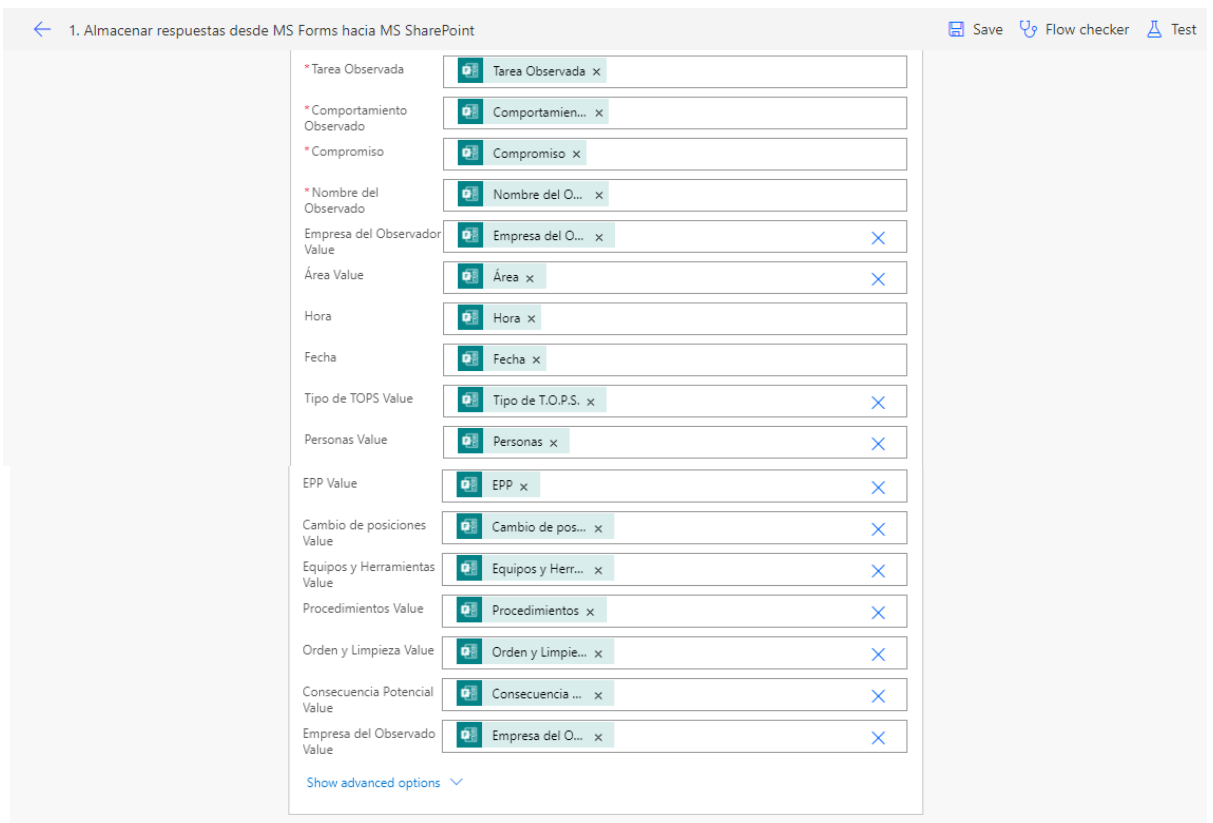 1. Almacenar respuestas desde MS Forms hacia MS SharePoint
Save Flow checker Test
*Tarea Observada Tarea Observada
*Comportamiento Observado Comportamien...
*Compromiso Compromiso
*Nombre del Observado Nombre del O...
Empresa del Observador Value Empresa del O...
Área Value Área
Hora Hora
Fecha Fecha
Tipo de TOPS Value Tipo de T.O.P.S.
Personas Value Personas
EPP Value EPP
Cambio de posiciones Value Cambio de pos...
Equipos y Herramientas Value Equipos y Herr...
Procedimientos Value Procedimientos
Orden y Limpieza Value Orden y Limpie...
Consecuencia Potencial Value Consecuencia ...
Empresa del Observado Value Empresa del O...
Show advanced options